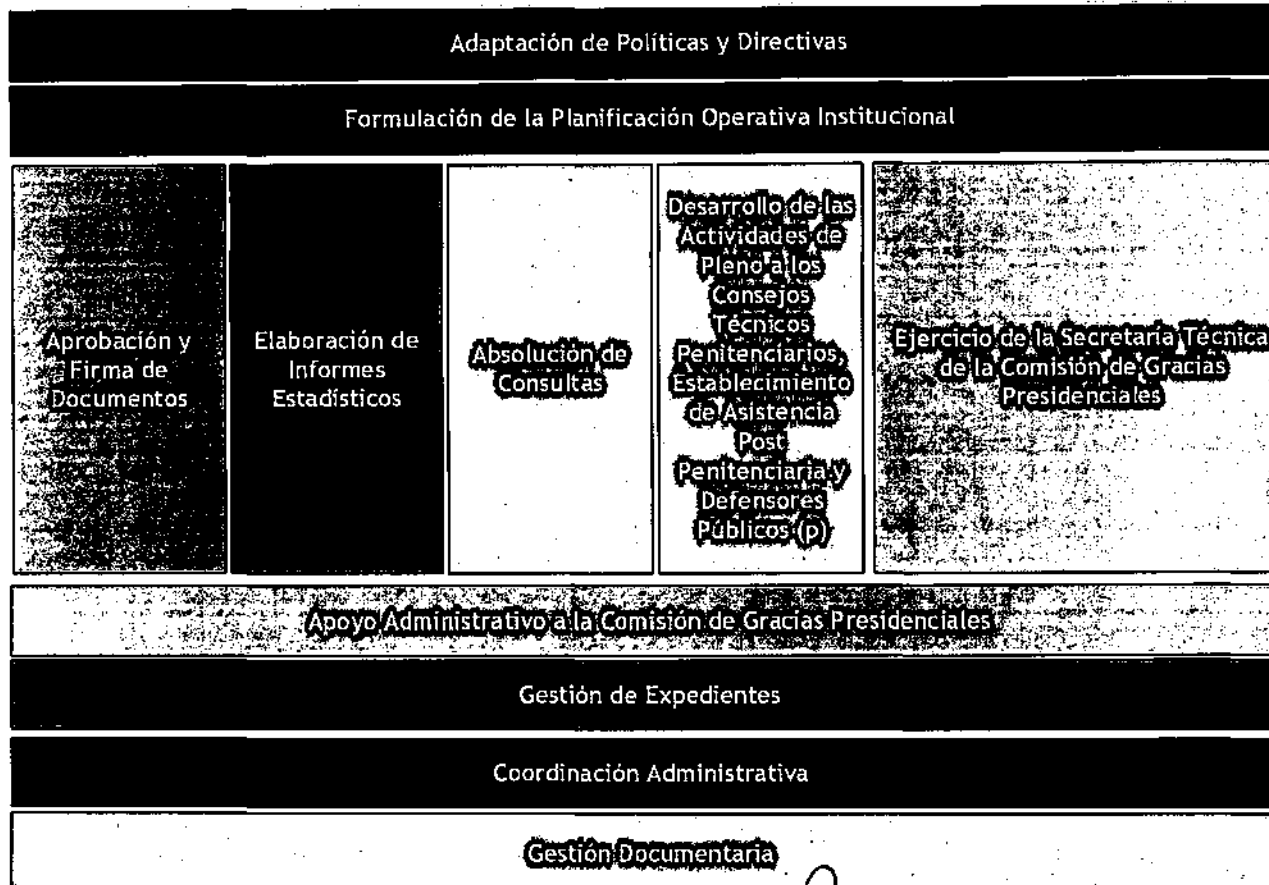 Adaptación de Políticas y Directivas
Formulación de la Planificación Operativa Institucional
Aprobación y
Firma de
Documentos
Elaboración de
Informes
Estadísticos
Absolución de
Consultas
Desarrollo de las
Actividades de
Pleno a los
Consejos
Técnicos
Penitenciarios,
Establecimiento
de Asistencia
Post
Penitenciaria y
Defensores
Públicos (p)
Ejercicio de la Secretaría Técnica
de la Comisión de Gracias
Presidenciales
Apoyo Administrativo a la Comisión de Gracias Presidenciales
Gestión de Expedientes
Coordinación Administrativa
Gestión Documentaria